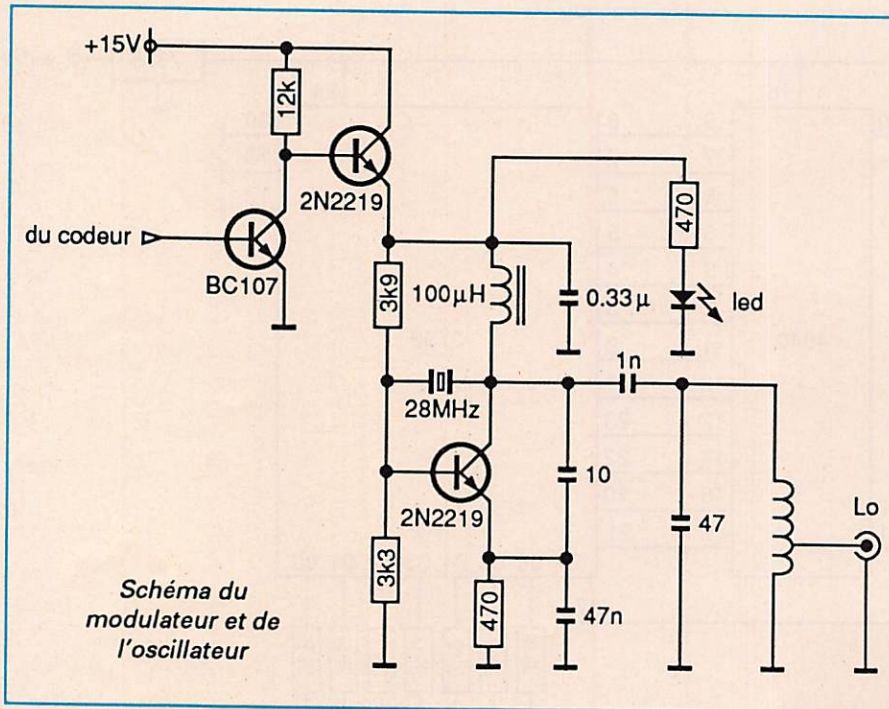 +15V
12k
2N2219
du codeur
BC107
3k9
100µH
0.33µ
470
led
28MHz
1n
2N2219
10
47
Lo
3k3
470
47n
Schéma du
modulateur et de
l'oscillateur